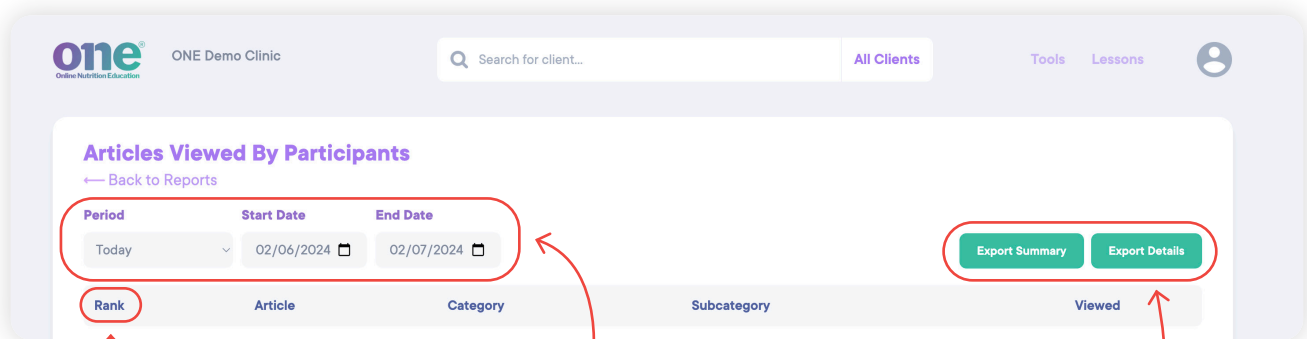 one®
Online Nutrition Education
ONE Demo Clinic
Search for client...
All Clients
Tools Lessons
Articles Viewed By Participants
⟵ Back to Reports
Period Start Date End Date
Today 02/06/2024 02/07/2024
Export Summary Export Details
Rank Article Category Subcategory Viewed